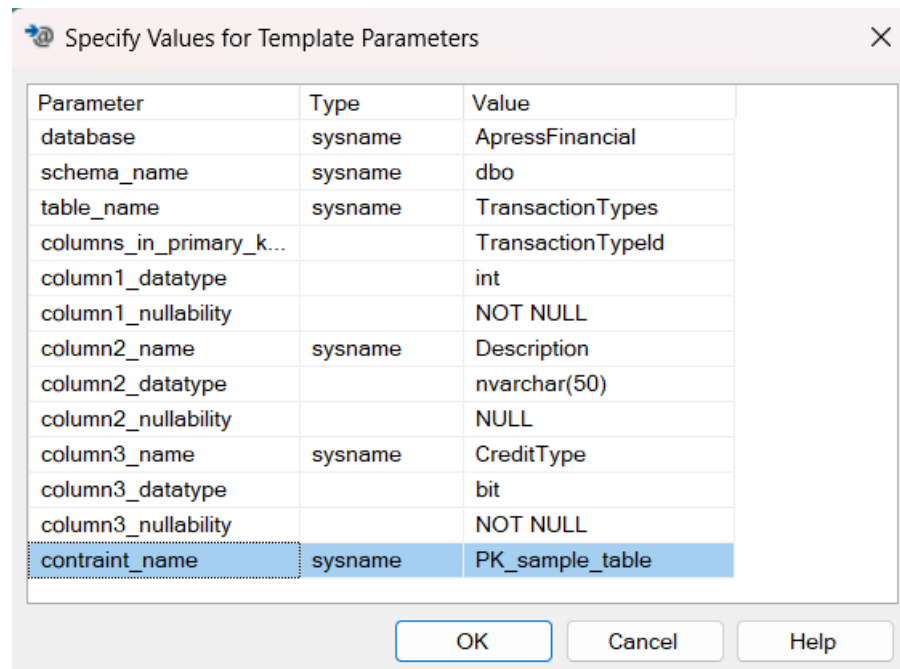 Specify Values for Template Parameters
Parameter Type Value
database sysname ApressFinancial
schema_name sysname dbo
table_name sysname TransactionTypes
columns_in_primary_k... TransactionTypeId
column1_datatype int
column1_nullability NOT NULL
column2_name sysname Description
column2_datatype nvarchar(50)
column2_nullability NULL
column3_name sysname CreditType
column3_datatype bit
column3_nullability NOT NULL
contraint_name sysname PK_sample_table
OK Cancel Help